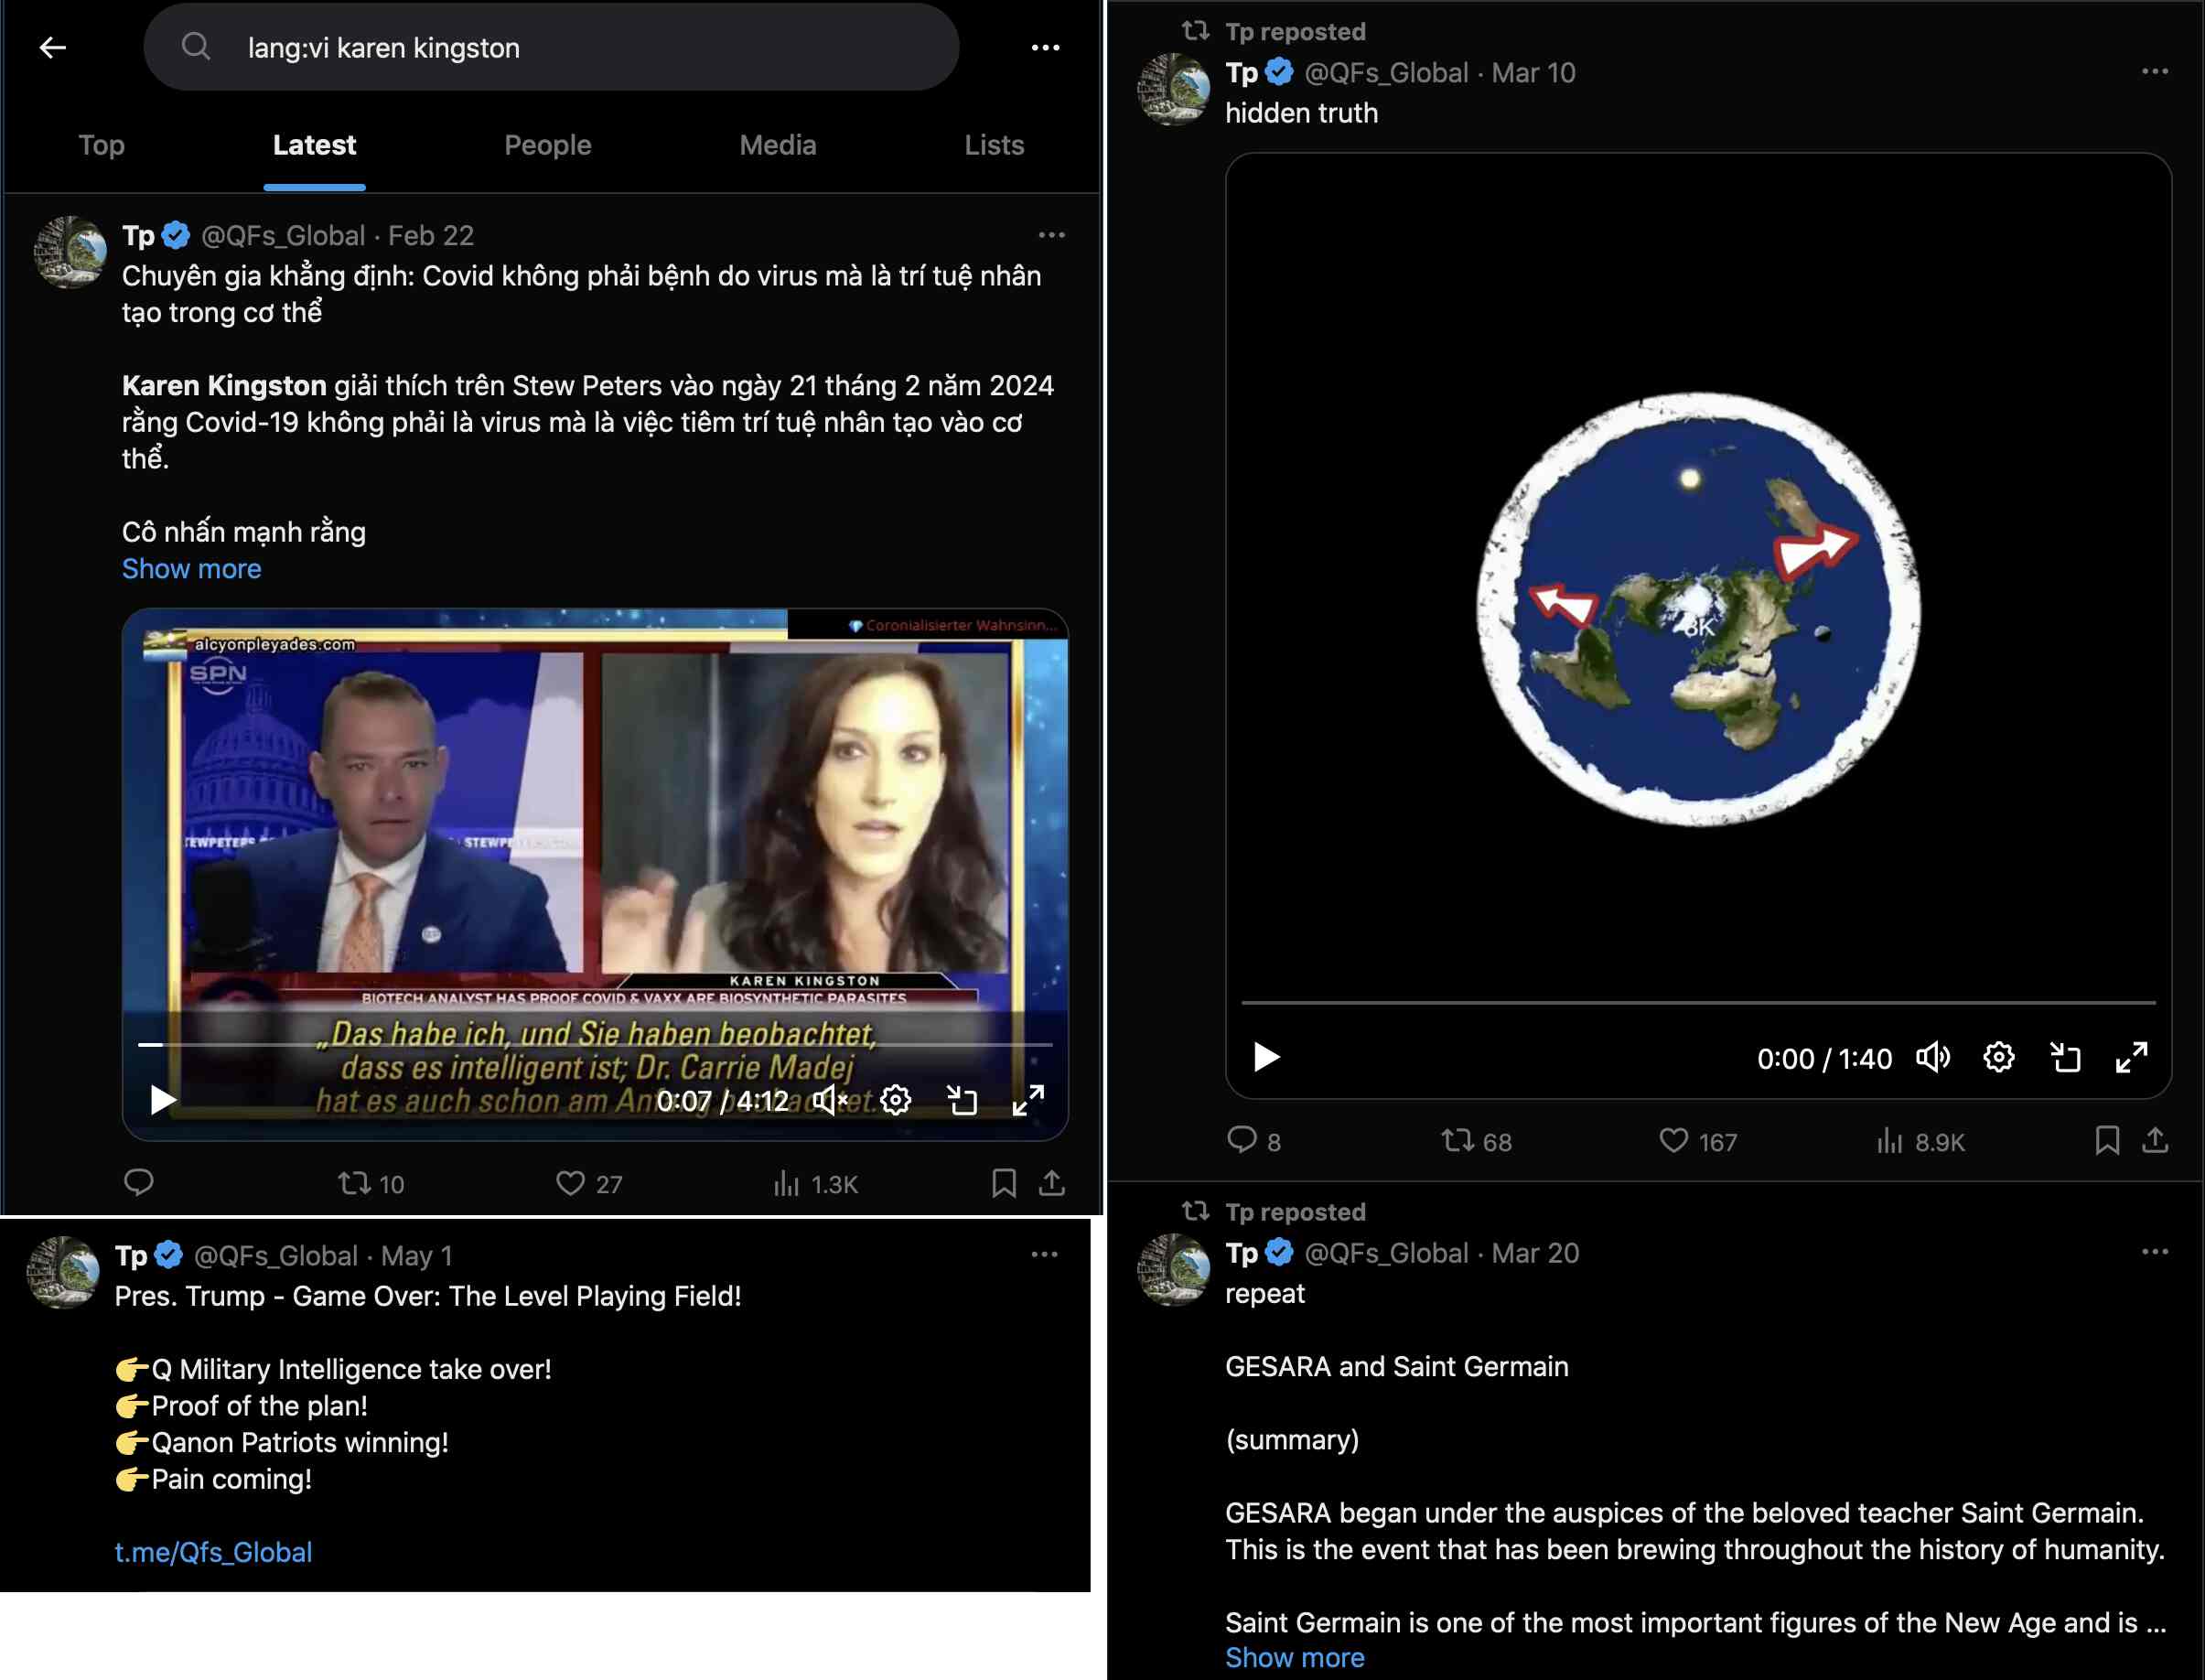 lang:vi karen kingston
Top
Latest
People
Media
Lists
Tp @QFs_Global · Feb 22
Chuyên gia khẳng định: Covid không phải bệnh do virus mà là trí tuệ nhân
tạo trong cơ thể
Karen Kingston giải thích trên Stew Peters vào ngày 21 tháng 2 năm 2024
rằng Covid-19 không phải là virus mà là việc tiêm trí tuệ nhân tạo vào cơ
thể.
Cô nhấn mạnh rằng
Show more
Coronialisierter Wahnsinn...
alcyonpleyades.com
SPN
KAREN KINGSTON
BIOTECH ANALYST HAS PROOF COVID & VAXX ARE BIOSYNTHETIC PARASITES
„Das habe ich, und Sie haben beobachtet,
dass es intelligent ist; Dr. Carrie Madej
hat es auch schon am
0:07 / 4:12
10
27
1.3K
Tp @QFs_Global · May 1
Pres. Trump - Game Over: The Level Playing Field!
👉Q Military Intelligence take over!
👉Proof of the plan!
👉Qanon Patriots winning!
👉Pain coming!
t.me/Qfs_Global
Tp reposted
Tp @QFs_Global · Mar 10
hidden truth
0:00 / 1:40
8
68
167
8.9K
Tp reposted
Tp @QFs_Global · Mar 20
repeat
GESARA and Saint Germain
(summary)
GESARA began under the auspices of the beloved teacher Saint Germain.
This is the event that has been brewing throughout the history of humanity.
Saint Germain is one of the most important figures of the New Age and is ...
Show more